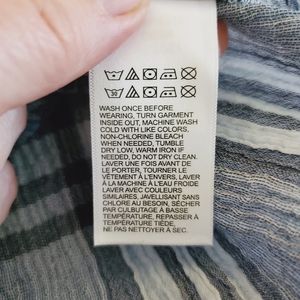 30
WASH ONCE BEFORE
WEARING, TURN GARMENT
INSIDE OUT, MACHINE WASH
COLD WITH LIKE COLORS,
NON-CHLORINE BLEACH
WHEN NEEDED, TUMBLE
DRY LOW, WARM IRON IF
NEEDED, DO NOT DRY CLEAN.
LAVER UNE FOIS AVANT DE
LE PORTER, TOURNER LE
VÊTEMENT À L'ENVERS, LAVER
À LA MACHINE À L'EAU FROIDE
LAVER AVEC COULEURS
SIMILAIRES, JAVELLISANT SANS
CHLORE AU BESOIN, SÉCHER
PAR CULBUTAGE À BASSE
TEMPÉRATURE, REPASSER À
TEMPÉRATURE TIÈDE,
NE PAS NETTOYER À SEC.